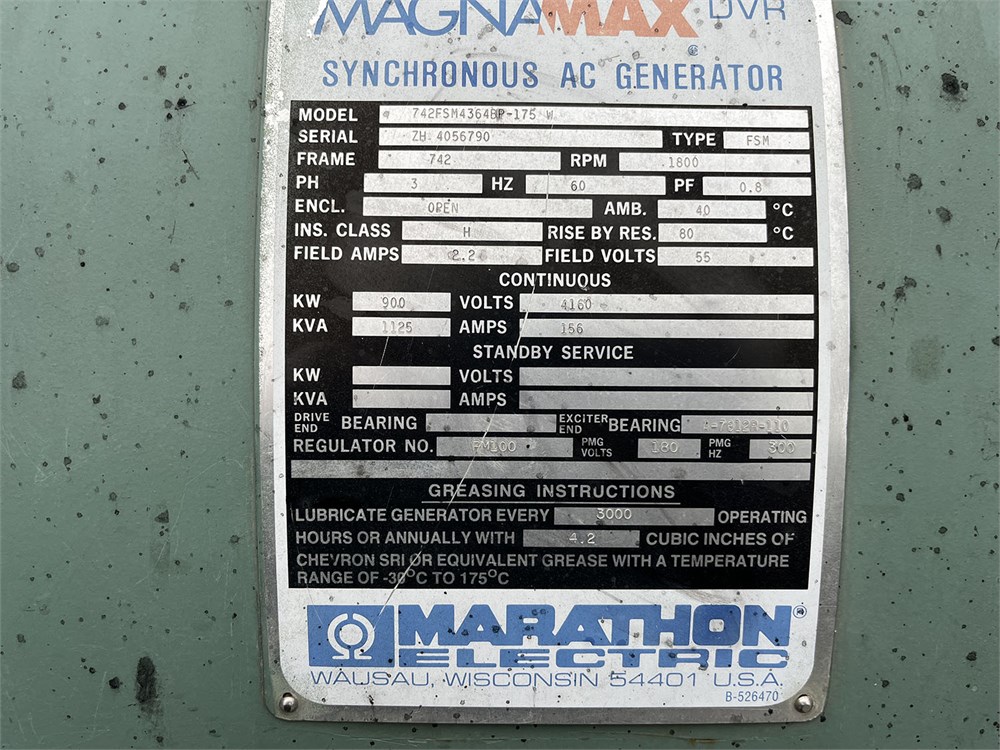 MAGNAMAX DVR
SYNCHRONOUS AC GENERATOR
MODEL 742FSM4364BP-175 W
SERIAL ZH 4056790 TYPE FSM
FRAME 742 RPM 1800
PH 3 HZ 60 PF 0.8
ENCL. OPEN AMB. 40 °C
INS. CLASS H RISE BY RES. 80 °C
FIELD AMPS 2.2 FIELD VOLTS 55
CONTINUOUS
KW 900 VOLTS 4160
KVA 1125 AMPS 156
STANDBY SERVICE
KW VOLTS
KVA AMPS
DRIVE END BEARING EXCITER END BEARING
REGULATOR NO. PM100 PMG VOLTS 180 PMG HZ 300
GREASING INSTRUCTIONS
LUBRICATE GENERATOR EVERY 3000 OPERATING
HOURS OR ANNUALLY WITH 4.2 CUBIC INCHES OF
CHEVRON SRI OR EQUIVALENT GREASE WITH A TEMPERATURE
RANGE OF -30°C TO 175°C
MARATHON®
ELECTRIC
WAUSAU, WISCONSIN 54401 U.S.A.
B-526470